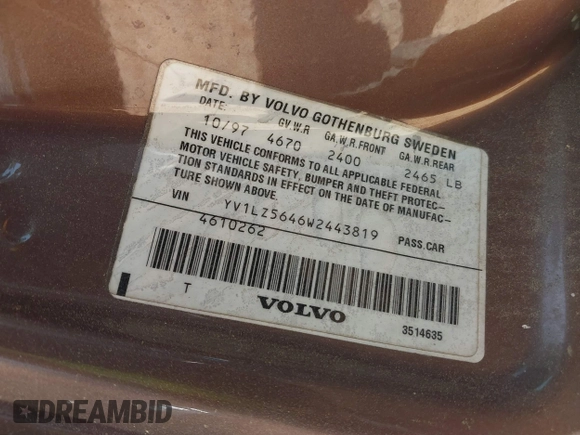 MFD. BY VOLVO GOTHENBURG SWEDEN
DATE: GV.W.R GA.W.R.FRONT GA.W.R.REAR
10/97 4670 2400 2465 LB
THIS VEHICLE CONFORMS TO ALL APPLICABLE FEDERAL
MOTOR VEHICLE SAFETY, BUMPER AND THEFT PROTEC-
TION STANDARDS IN EFFECT ON THE DATE OF MANUFAC-
TURE SHOWN ABOVE.
VIN YV1LZ5646W2443819 PASS.CAR
4610262
T VOLVO 3514635
DREAMBID